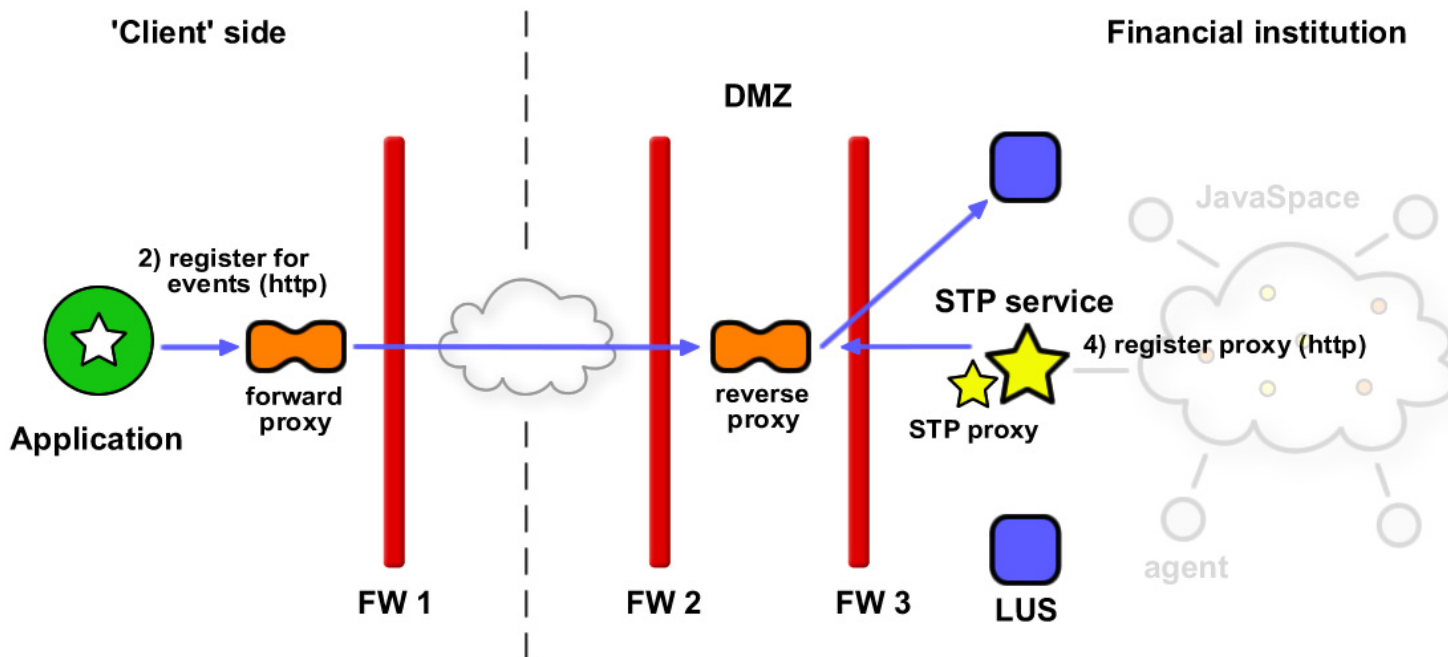 'Client' side
Financial institution
DMZ
JavaSpace
2) register for
events (http)
STP service
4) register proxy (http)
forward
proxy
reverse
proxy
STP proxy
Application
agent
FW 1
FW 2
FW 3
LUS